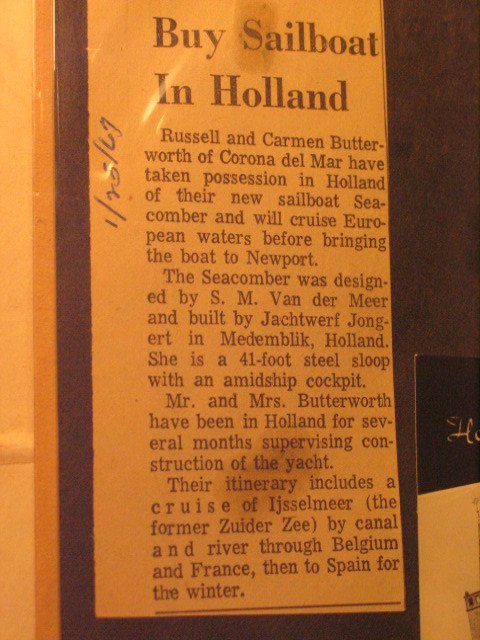 Buy Sailboat
In Holland
1/25/67
Russell and Carmen Butter-
worth of Corona del Mar have
taken possession in Holland
of their new sailboat Sea-
comber and will cruise Euro-
pean waters before bringing
the boat to Newport.
The Seacomber was design-
ed by S. M. Van der Meer
and built by Jachtwerf Jong-
ert in Medemblik, Holland.
She is a 41-foot steel sloop
with an amidship cockpit.
Mr. and Mrs. Butterworth
have been in Holland for sev-
eral months supervising con-
struction of the yacht.
Their itinerary includes a
cruise of Ijsselmeer (the
former Zuider Zee) by canal
and river through Belgium
and France, then to Spain for
the winter.